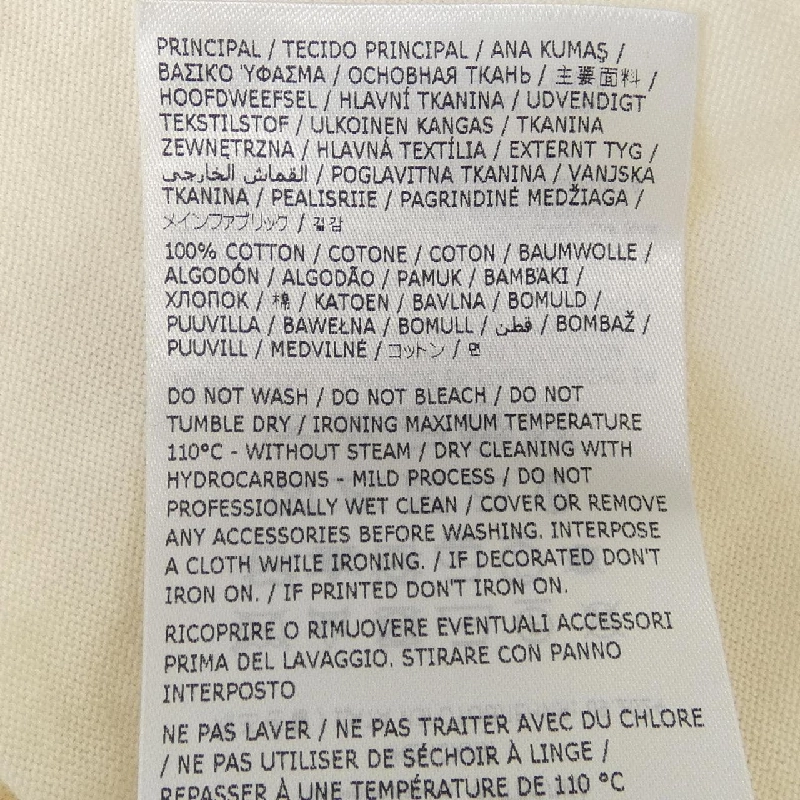 PRINCIPAL / TECIDO PRINCIPAL / ANA KUMAŞ /
ΒΑΣΙΚΌ ΎΦΑΣΜΑ / ОСНОВНАЯ ТКАНЬ / 主要面料 /
HOOFDWEEFSEL / HLAVNÍ TKANINA / UDVENDIGT
TEKSTILSTOF / ULKOINEN KANGAS / TKANINA
ZEWNĘTRZNA / HLAVNÁ TEXTÍLIA / EXTERNT TYG /
القماش الخارجي / POGLAVITNA TKANINA / VANJSKA
TKANINA / PEALISRIIE / PAGRINDINĖ MEDŽIAGA /
メインファブリック / 겉감
100% COTTON / COTONE / COTON / BAUMWOLLE /
ALGODÓN / ALGODÃO / PAMUK / ΒΑΜΒΆΚΙ /
ХЛОПОК / 棉 / KATOEN / BAVLNA / BOMULD /
PUUVILLA / BAWEŁNA / BOMULL / قطن / BOMBAŽ /
PUUVILL / MEDVILNĖ / コットン / 면
DO NOT WASH / DO NOT BLEACH / DO NOT
TUMBLE DRY / IRONING MAXIMUM TEMPERATURE
110°C - WITHOUT STEAM / DRY CLEANING WITH
HYDROCARBONS - MILD PROCESS / DO NOT
PROFESSIONALLY WET CLEAN / COVER OR REMOVE
ANY ACCESSORIES BEFORE WASHING. INTERPOSE
A CLOTH WHILE IRONING. / IF DECORATED DON'T
IRON ON. / IF PRINTED DON'T IRON ON.
RICOPRIRE O RIMUOVERE EVENTUALI ACCESSORI
PRIMA DEL LAVAGGIO. STIRARE CON PANNO
INTERPOSTO
NE PAS LAVER / NE PAS TRAITER AVEC DU CHLORE
/ NE PAS UTILISER DE SÉCHOIR À LINGE /
REPASSER À UNE TEMPÉRATURE DE 110 °C